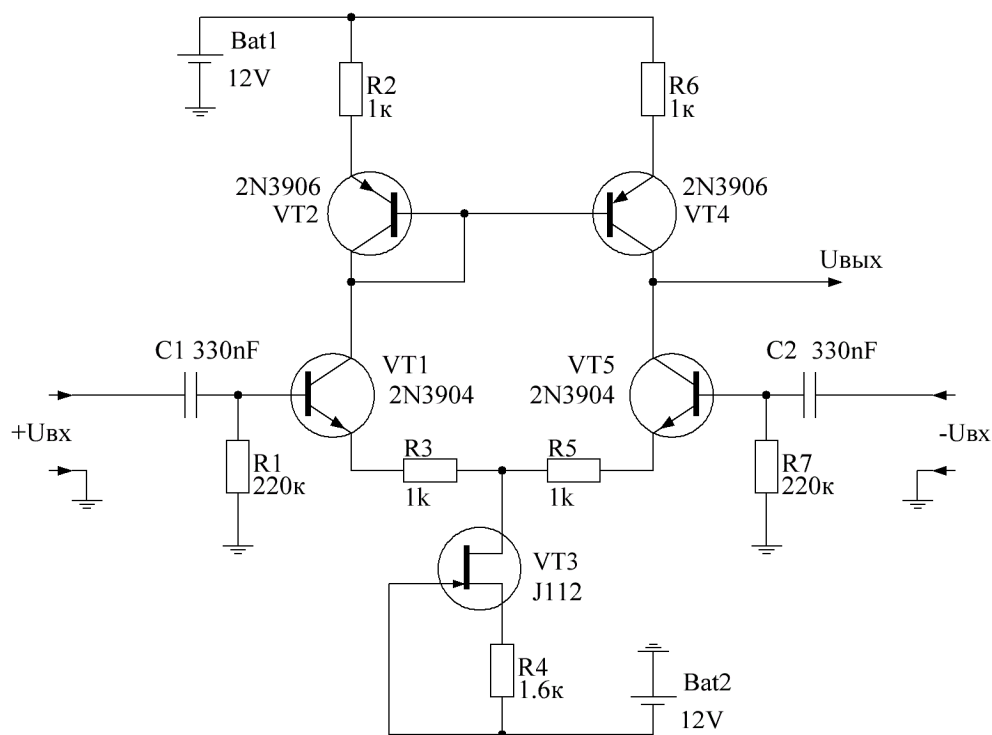 Bat1
12V
R2
1к
R6
1к
2N3906
VT2
2N3906
VT4
Uвых
C1 330nF
VT1
2N3904
VT5
2N3904
C2 330nF
+Uвх
R1
220к
R3
1k
R5
1k
R7
220к
-Uвх
VT3
J112
R4
1.6к
Bat2
12V